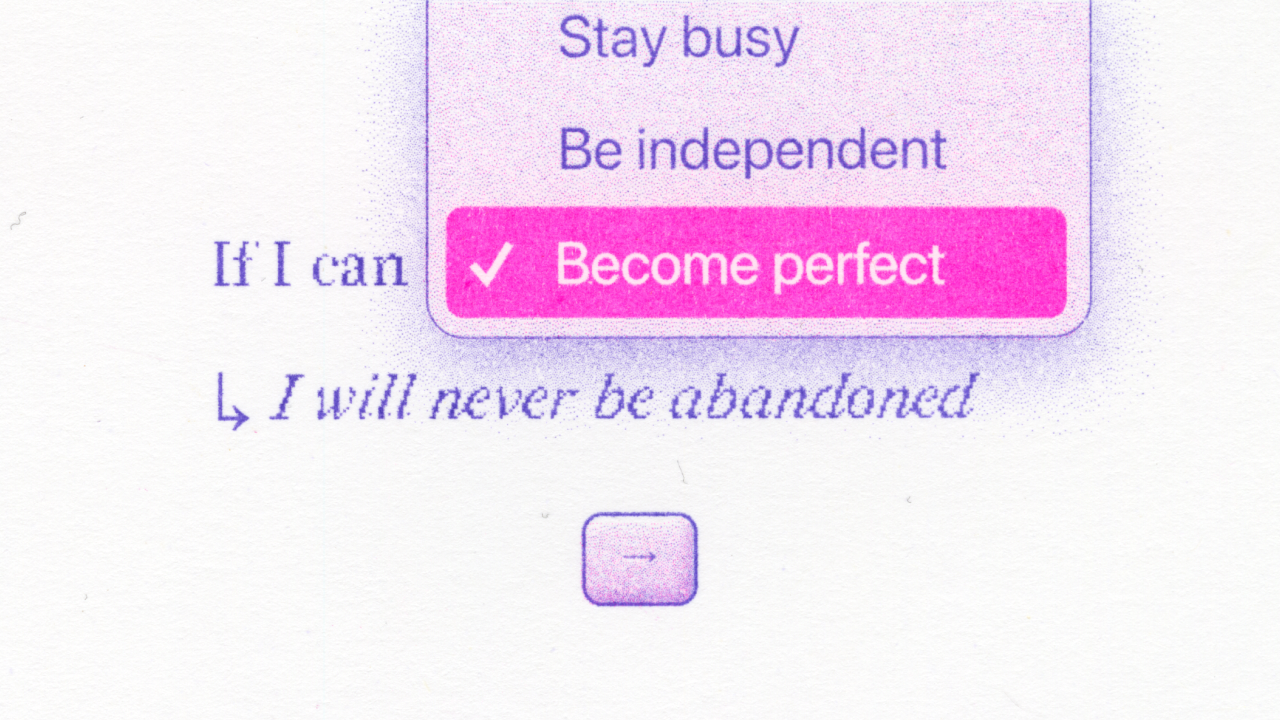 Stay busy
Be independent
If I can ✓ Become perfect
↳ I will never be abandoned
→